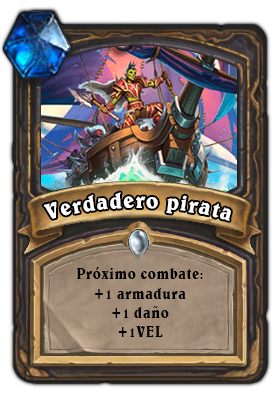 Verdadero pirata
Próximo combate:
+1 armadura
+1 daño
+1VEL